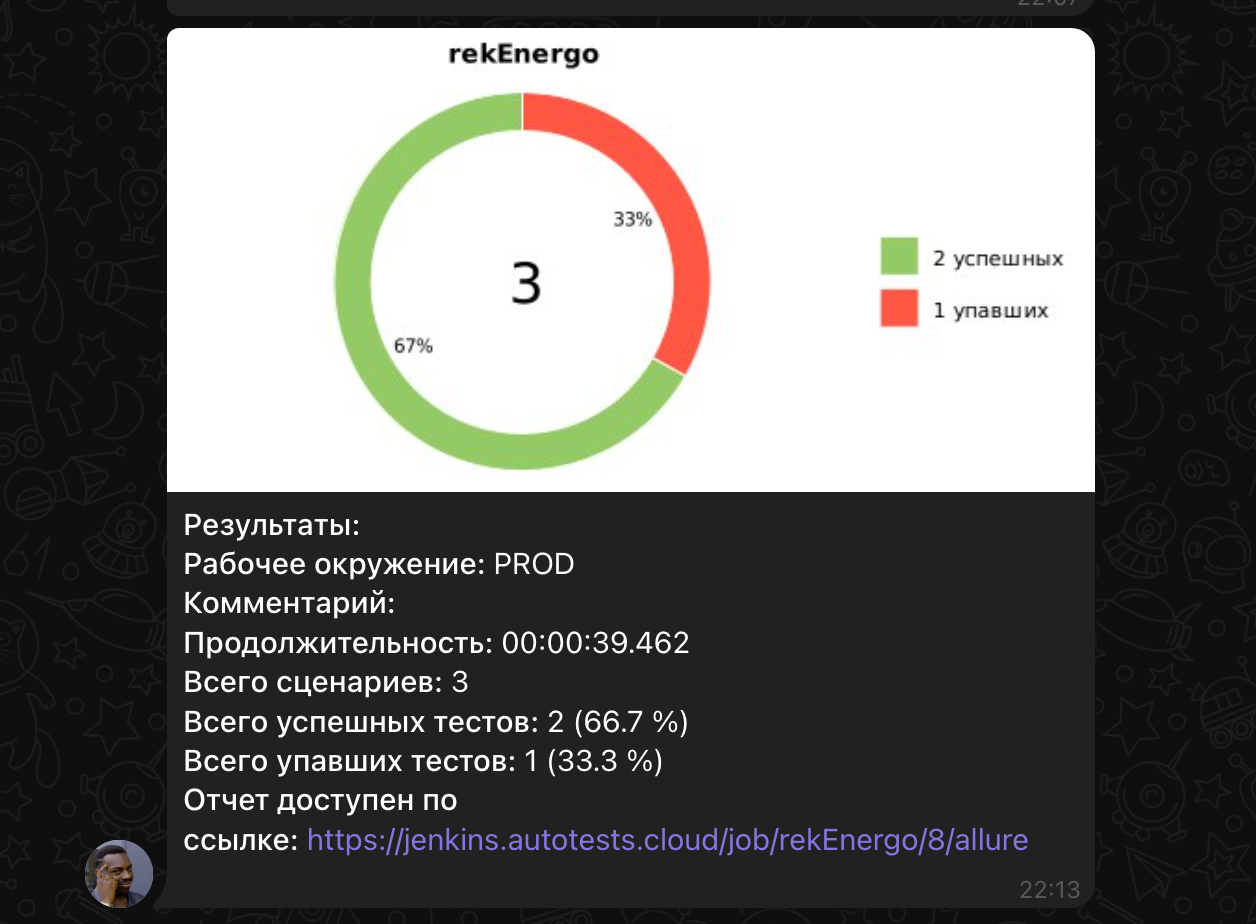 rekEnergo
33%
3
67%
2 успешных
1 упавших
Результаты:
Рабочее окружение: PROD
Комментарий:
Продолжительность: 00:00:39.462
Всего сценариев: 3
Всего успешных тестов: 2 (66.7 %)
Всего упавших тестов: 1 (33.3 %)
Отчет доступен по
ссылке: https://jenkins.autotests.cloud/job/rekEnergo/8/allure
22:13